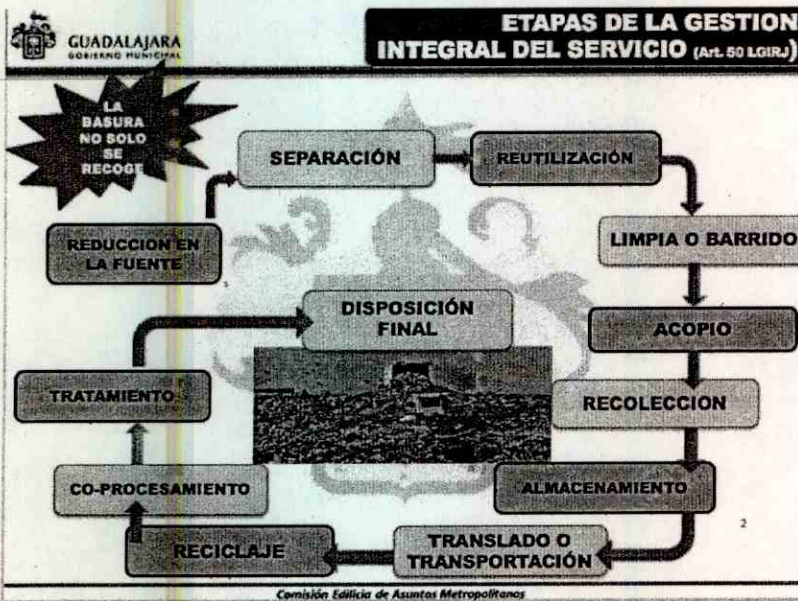 GUADALAJARA
GOBIERNO MUNICIPAL
ETAPAS DE LA GESTION
INTEGRAL DEL SERVICIO (Art. 50 LGIRJ)
LA
BASURA
NO SOLO
SE
RECOGE
SEPARACIÓN
REUTILIZACIÓN
REDUCCION EN
LA FUENTE
LIMPIA O BARRIDO
DISPOSICIÓN
FINAL
ACOPIO
TRATAMIENTO
RECOLECCION
CO-PROCESAMIENTO
ALMACENAMIENTO
RECICLAJE
TRANSLADO O
TRANSPORTACIÓN
2
Comisión Edilicia de Asuntos Metropolitanos